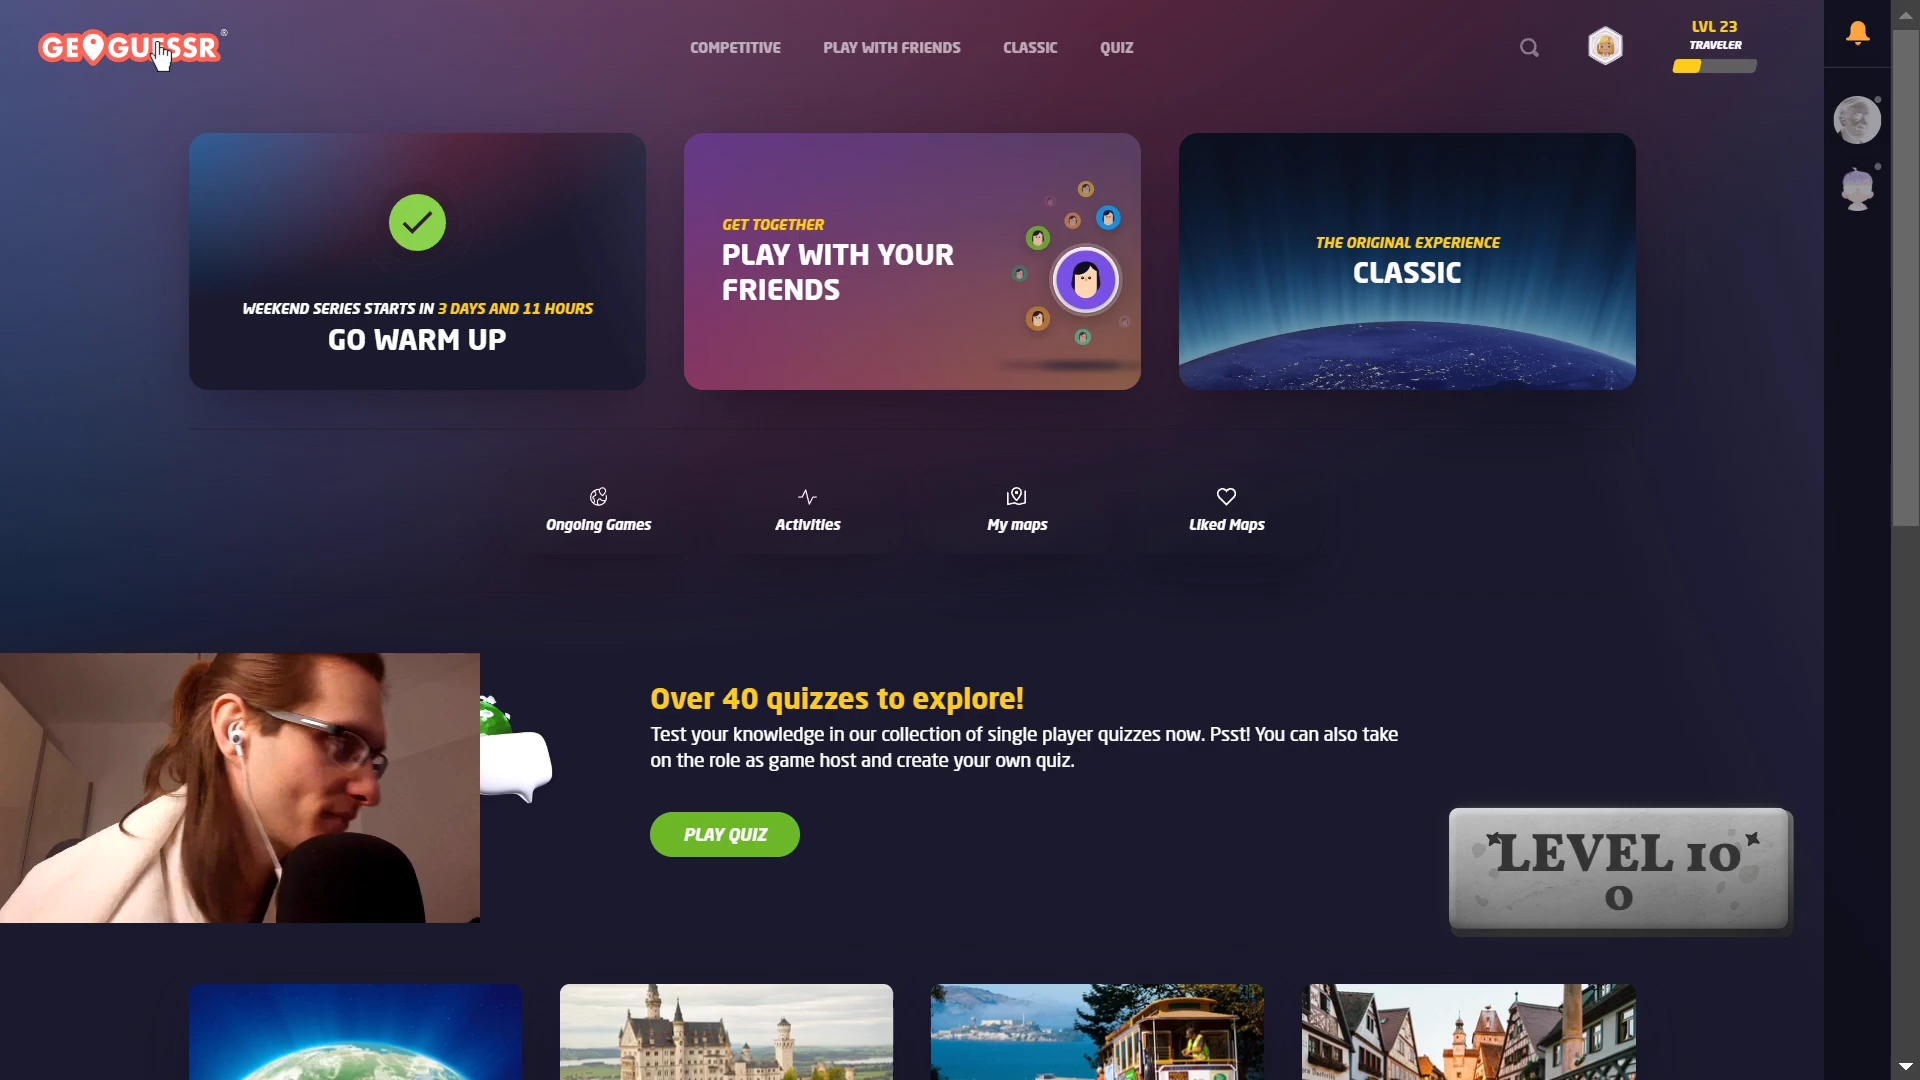 GEOGUESSR®
COMPETITIVE
PLAY WITH FRIENDS
CLASSIC
QUIZ
LVL 23
TRAVELER
WEEKEND SERIES STARTS IN 3 DAYS AND 11 HOURS
GO WARM UP
GET TOGETHER
PLAY WITH YOUR
FRIENDS
THE ORIGINAL EXPERIENCE
CLASSIC
Ongoing Games
Activities
My maps
Liked Maps
Over 40 quizzes to explore!
Test your knowledge in our collection of single player quizzes now. Psst! You can also take
on the role as game host and create your own quiz.
PLAY QUIZ
LEVEL 10
0